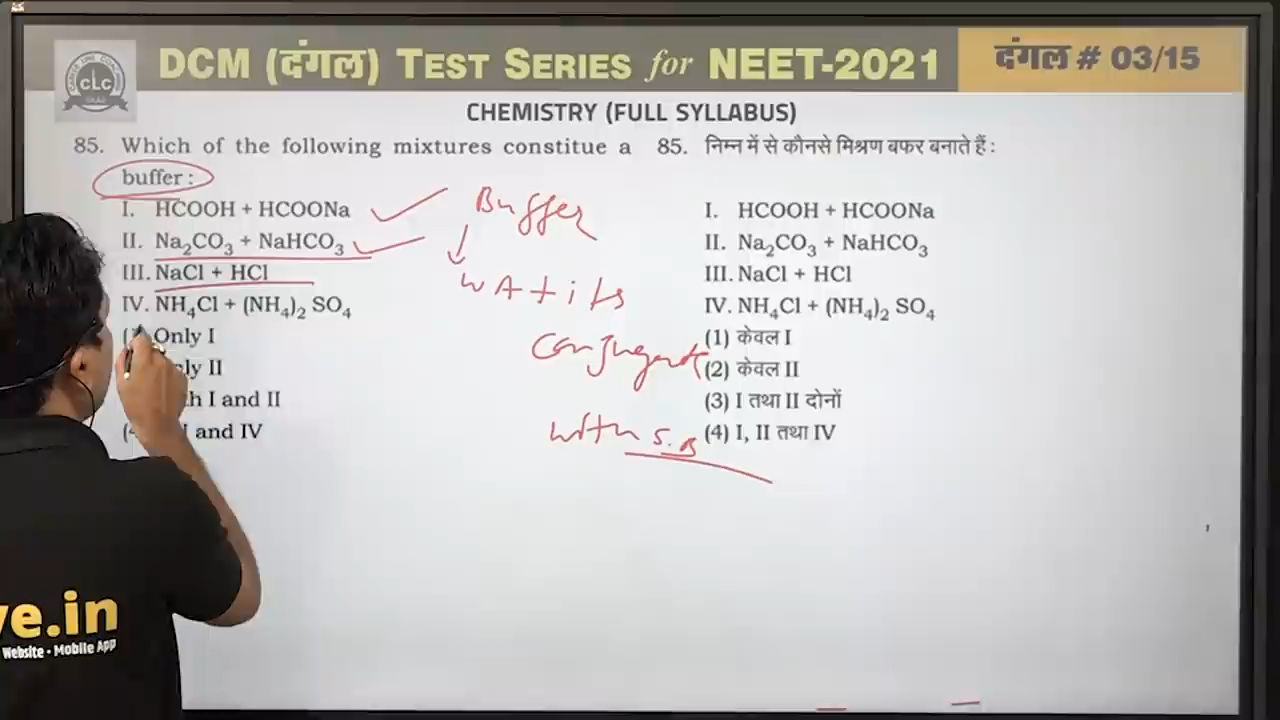 DCM (दंगल) TEST SERIES for NEET-2021
दंगल # 03/15
CLC
CHEMISTRY (FULL SYLLABUS)
85. Which of the following mixtures constitue a
buffer :
I. HCOOH + HCOONa
II. Na₂CO₃ + NaHCO₃
III. NaCl + HCl
IV. NH₄Cl + (NH₄)₂ SO₄
Only I
ly II
I and II
I and IV
Buffer
WA + its
conjugate
with S.B
85. निम्न में से कौनसे मिश्रण बफर बनाते हैं :
I. HCOOH + HCOONa
II. Na₂CO₃ + NaHCO₃
III. NaCl + HCl
IV. NH₄Cl + (NH₄)₂ SO₄
(1) केवल I
(2) केवल II
(3) I तथा II दोनों
(4) I, II तथा IV
ve.in
Website - Mobile App